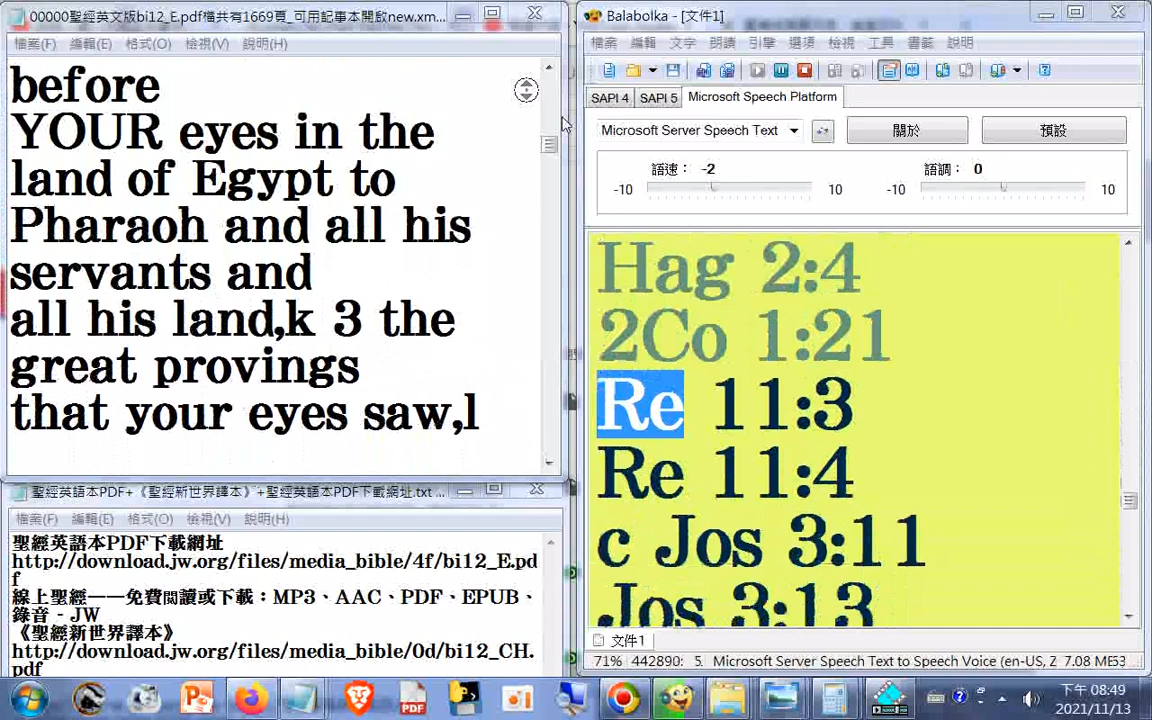 00000聖經英文版bi12_E.pdf檔共有1669頁_可用記事本開啟new.xm...
檔案(F) 編輯(E) 格式(O) 檢視(V) 說明(H)
before
YOUR eyes in the
land of Egypt to
Pharaoh and all his
servants and
all his land,k 3 the
great provings
that your eyes saw,l
聖經英語本PDF+《聖經新世界譯本》+聖經英語本PDF下載網址.txt ...
檔案(F) 編輯(E) 格式(O) 檢視(V) 說明(H)
聖經英語本PDF下載網址
http://download.jw.org/files/media_bible/4f/bi12_E.pd
f
線上聖經——免費閱讀或下載：MP3、AAC、PDF、EPUB、
錄音 - JW
《聖經新世界譯本》
http://download.jw.org/files/media_bible/0d/bi12_CH.
pdf
Balabolka - [文件1]
檔案 編輯 文字 朗讀 引擎 選項 檢視 工具 書籤 說明
SAPI 4 SAPI 5 Microsoft Speech Platform
Microsoft Server Speech Text 關於 預設
語速： -2 語調： 0
-10 10 -10 10
Hag 2:4
2Co 1:21
Re 11:3
Re 11:4
c Jos 3:11
Jos 3:13
文件1
71% 442890: 5. Microsoft Server Speech Text to Speech Voice (en-US, Z 7.08 ME53
PDF
下午 08:49
2021/11/13